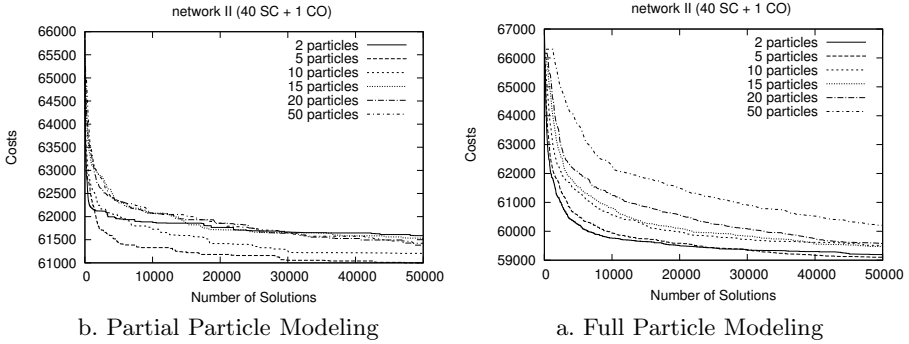 network II (40 SC + 1 CO)
66000
65500
65000
64500
64000
63500
63000
62500
62000
61500
61000
Costs
2 particles
5 particles
10 particles
15 particles
20 particles
50 particles
0 10000 20000 30000 40000 50000
Number of Solutions
b. Partial Particle Modeling
network II (40 SC + 1 CO)
67000
66000
65000
64000
63000
62000
61000
60000
59000
Costs
2 particles
5 particles
10 particles
15 particles
20 particles
50 particles
0 10000 20000 30000 40000 50000
Number of Solutions
a. Full Particle Modeling